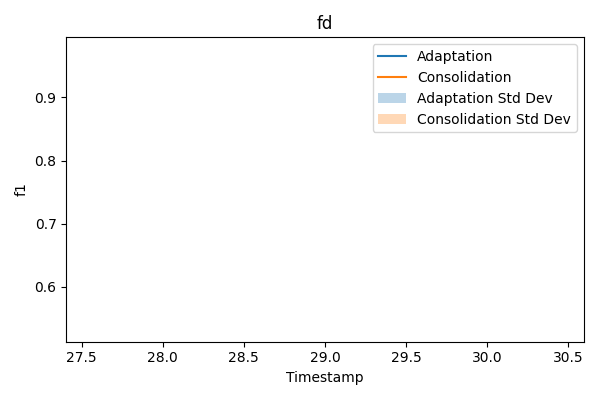 fd
Adaptation
Consolidation
Adaptation Std Dev
Consolidation Std Dev
0.9
0.8
0.7
0.6
f1
27.5 28.0 28.5 29.0 29.5 30.0 30.5
Timestamp